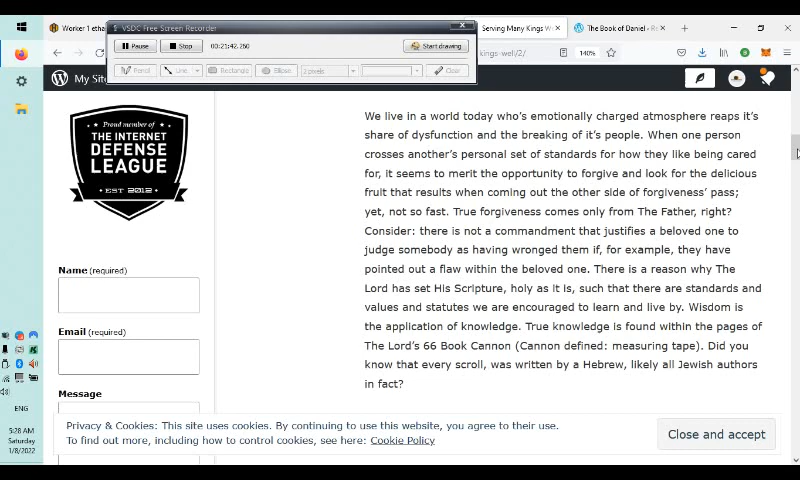 VSDC Free Screen Recorder
Worker 1 etha
Serving Many Kings W
The Book of Daniel - R
Pause
Stop
00:21:42.260
Start drawing
kings-well/2/
140%
Pencil
Line
Rectangle
Ellipse
2 pixels
Clear
My Sit
Proud member of
THE INTERNET
DEFENSE
LEAGUE
EST 2012
We live in a world today who's emotionally charged atmosphere reaps it's
share of dysfunction and the breaking of it's people. When one person
crosses another's personal set of standards for how they like being cared
for, it seems to merit the opportunity to forgive and look for the delicious
fruit that results when coming out the other side of forgiveness' pass;
yet, not so fast. True forgiveness comes only from The Father, right?
Consider: there is not a commandment that justifies a beloved one to
judge somebody as having wronged them if, for example, they have
pointed out a flaw within the beloved one. There is a reason why The
Lord has set His Scripture, holy as it is, such that there are standards and
values and statutes we are encouraged to learn and live by. Wisdom is
the application of knowledge. True knowledge is found within the pages of
The Lord's 66 Book Cannon (Cannon defined: measuring tape). Did you
know that every scroll, was written by a Hebrew, likely all Jewish authors
in fact?
Name (required)
Email (required)
Message
Privacy & Cookies: This site uses cookies. By continuing to use this website, you agree to their use.
To find out more, including how to control cookies, see here: Cookie Policy
Close and accept
ENG
5:28 AM
Saturday
1/8/2022